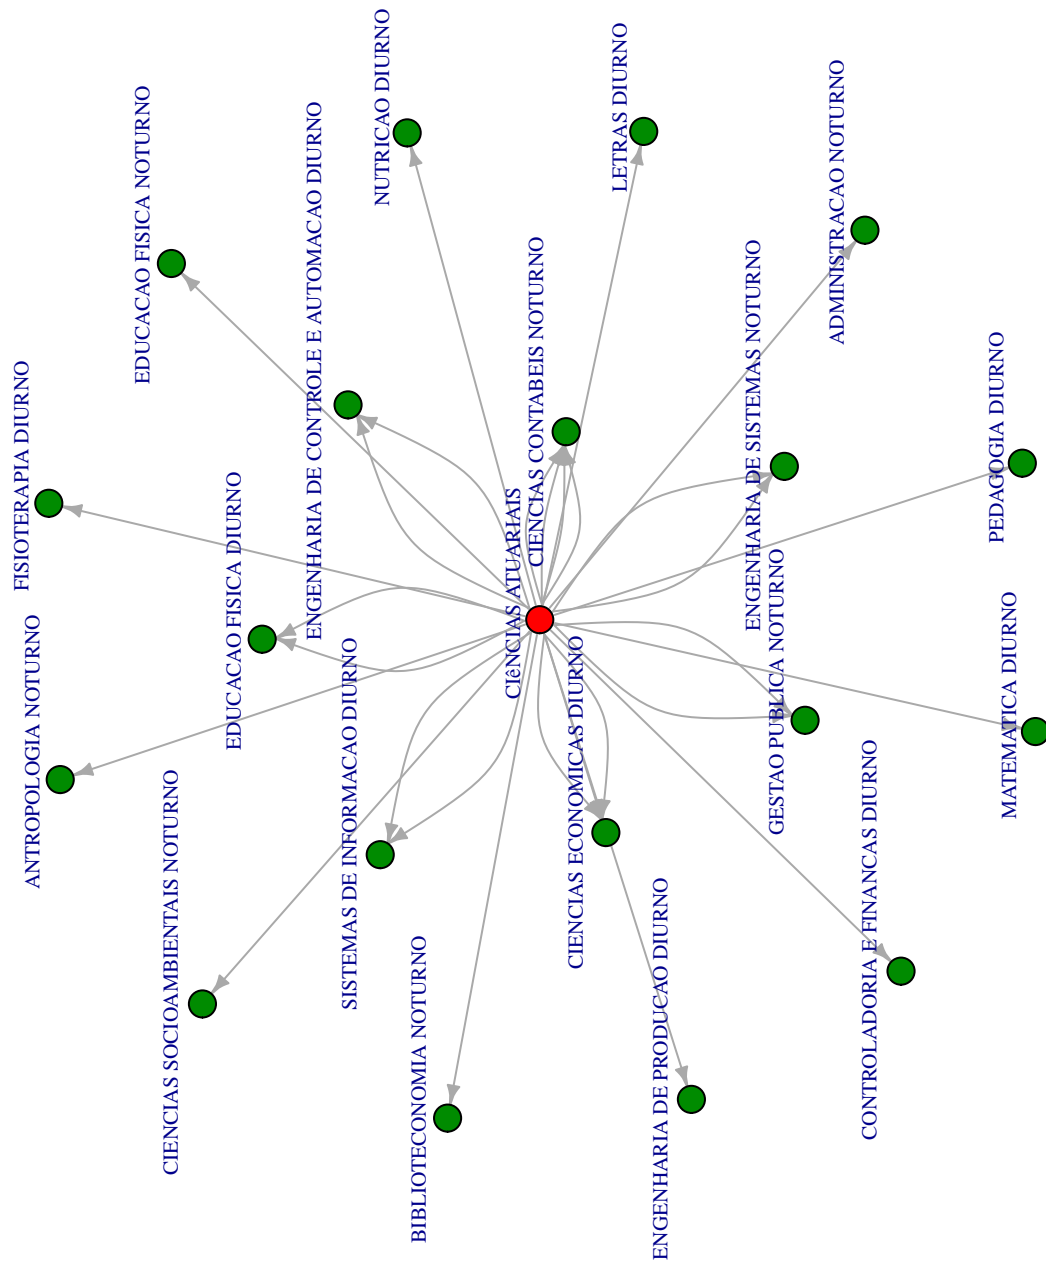 NUTRICAO DIURNO
LETRAS DIURNO
ADMINISTRACAO NOTURNO
EDUCACAO FISICA NOTURNO
ENGENHARIA DE CONTROLE E AUTOMACAO DIURNO
CIENCIAS CONTABEIS NOTURNO
ENGENHARIA DE SISTEMAS NOTURNO
PEDAGOGIA DIURNO
FISIOTERAPIA DIURNO
EDUCACAO FISICA DIURNO
CIêNCIAS ATUARIAIS
GESTAO PUBLICA NOTURNO
MATEMATICA DIURNO
ANTROPOLOGIA NOTURNO
SISTEMAS DE INFORMACAO DIURNO
CIENCIAS ECONOMICAS DIURNO
CONTROLADORIA E FINANCAS DIURNO
CIENCIAS SOCIOAMBIENTAIS NOTURNO
BIBLIOTECONOMIA NOTURNO
ENGENHARIA DE PRODUCAO DIURNO